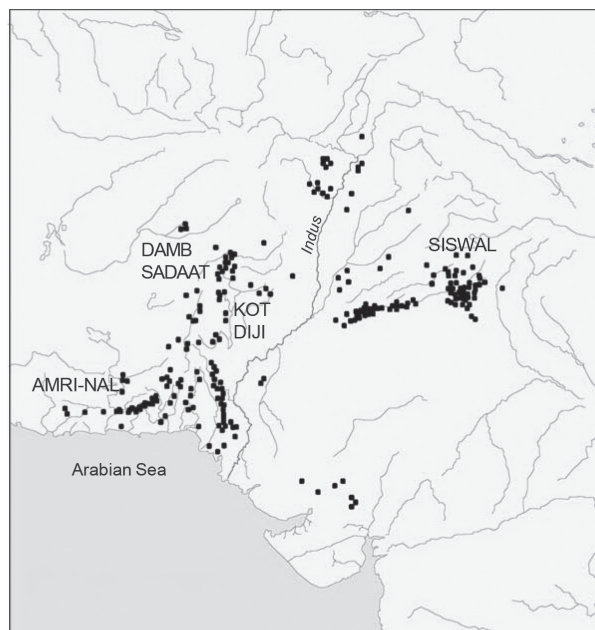 Indus
SISWAL
DAMB
SADAAT
KOT
DIJI
AMRI-NAL
Arabian Sea